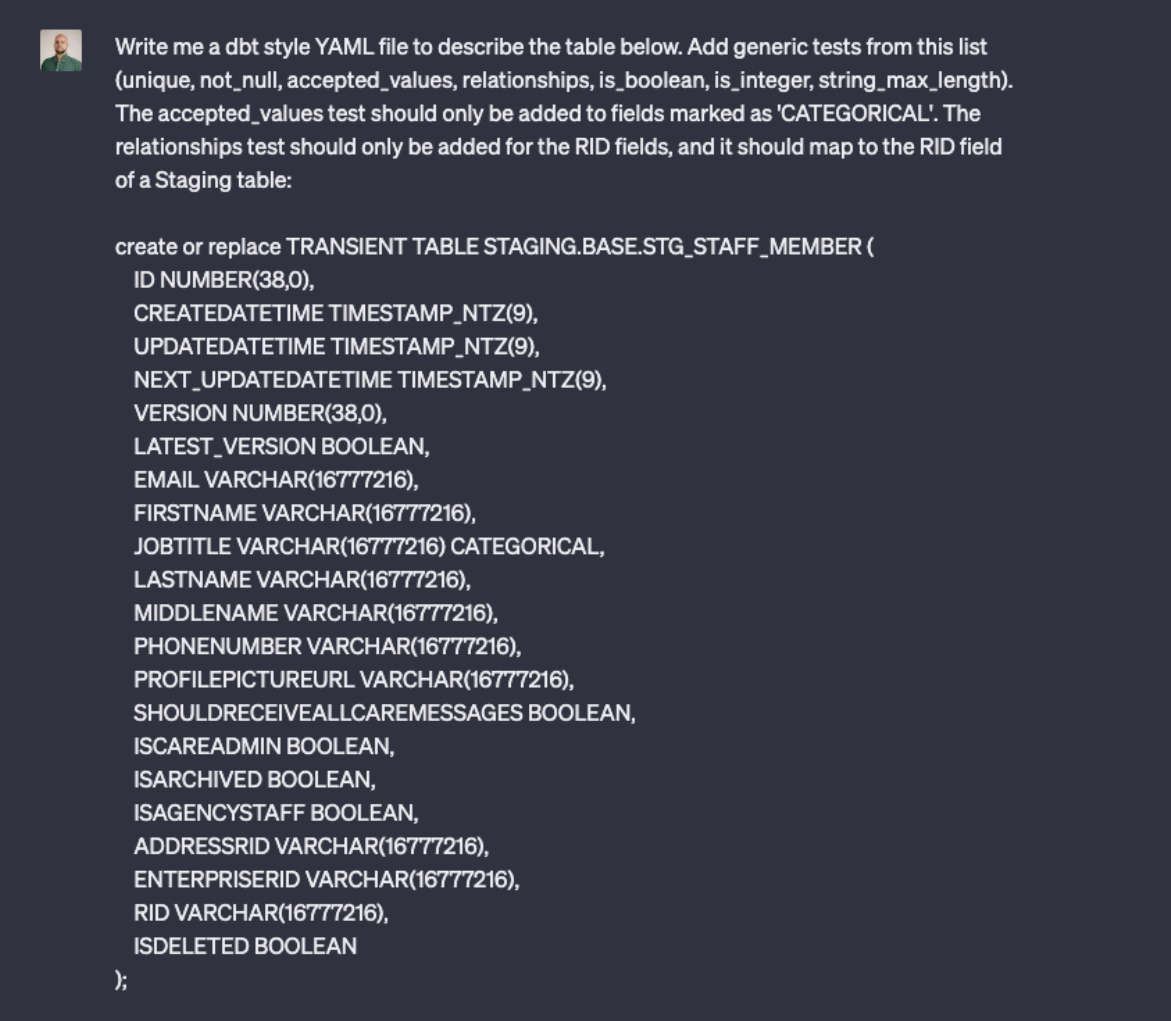 Write me a dbt style YAML file to describe the table below. Add generic tests from this list
(unique, not_null, accepted_values, relationships, is_boolean, is_integer, string_max_length).
The accepted_values test should only be added to fields marked as 'CATEGORICAL'. The
relationships test should only be added for the RID fields, and it should map to the RID field
of a Staging table:
create or replace TRANSIENT TABLE STAGING.BASE.STG_STAFF_MEMBER (
ID NUMBER(38,0),
CREATEDATETIME TIMESTAMP_NTZ(9),
UPDATEDATETIME TIMESTAMP_NTZ(9),
NEXT_UPDATEDATETIME TIMESTAMP_NTZ(9),
VERSION NUMBER(38,0),
LATEST_VERSION BOOLEAN,
EMAIL VARCHAR(16777216),
FIRSTNAME VARCHAR(16777216),
JOBTITLE VARCHAR(16777216) CATEGORICAL,
LASTNAME VARCHAR(16777216),
MIDDLENAME VARCHAR(16777216),
PHONENUMBER VARCHAR(16777216),
PROFILEPICTUREURL VARCHAR(16777216),
SHOULDRECEIVEALLCAREMESSAGES BOOLEAN,
ISCAREADMIN BOOLEAN,
ISARCHIVED BOOLEAN,
ISAGENCYSTAFF BOOLEAN,
ADDRESSRID VARCHAR(16777216),
ENTERPRISERID VARCHAR(16777216),
RID VARCHAR(16777216),
ISDELETED BOOLEAN
);